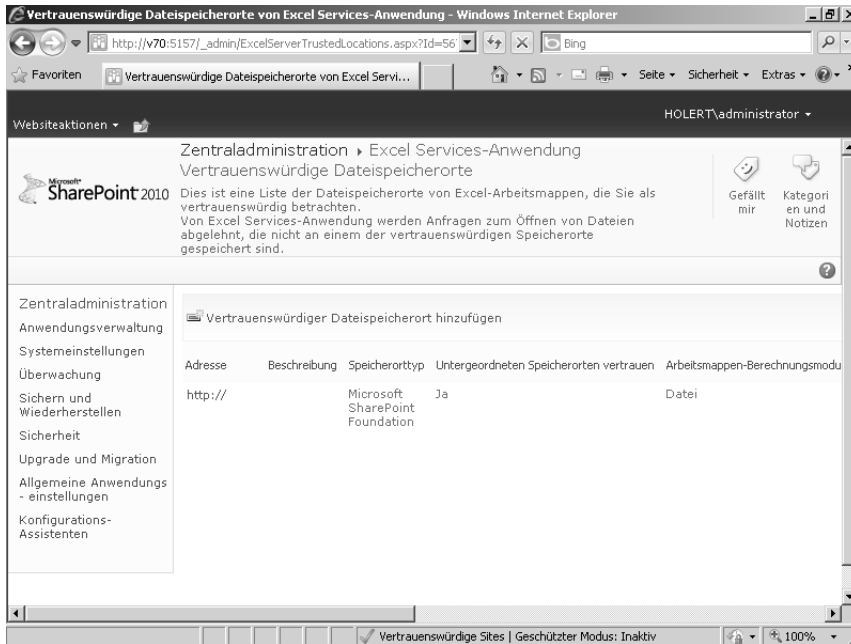 Vertrauenswürdige Dateispeicherorte von Excel Services-Anwendung - Windows Internet Explorer
http://v70:5157/_admin/ExcelServerTrustedLocations.aspx?Id=56
Bing
Favoriten
Vertrauenswürdige Dateispeicherorte von Excel Servi...
Seite
Sicherheit
Extras
HOLERT\administrator
Websiteaktionen
Zentraladministration
Excel Services-Anwendung
Vertrauenswürdige Dateispeicherorte
Microsoft
SharePoint 2010
Dies ist eine Liste der Dateispeicherorte von Excel-Arbeitsmappen, die Sie als
vertrauenswürdig betrachten.
Von Excel Services-Anwendung werden Anfragen zum Öffnen von Dateien
abgelehnt, die nicht an einem der vertrauenswürdigen Speicherorte
gespeichert sind.
Gefällt
mir
Kategori
en und
Notizen
Zentraladministration
Anwendungsverwaltung
Systemeinstellungen
Überwachung
Sichern und
Wiederherstellen
Sicherheit
Upgrade und Migration
Allgemeine Anwendungs
- einstellungen
Konfigurations-
Assistenten
Vertrauenswürdiger Dateispeicherort hinzufügen
Adresse Beschreibung Speicherorttyp Untergeordneten Speicherorten vertrauen Arbeitsmappen-Berechnungsmodu
http:// Microsoft Ja Datei
SharePoint
Foundation
Vertrauenswürdige Sites | Geschützter Modus: Inaktiv
100%